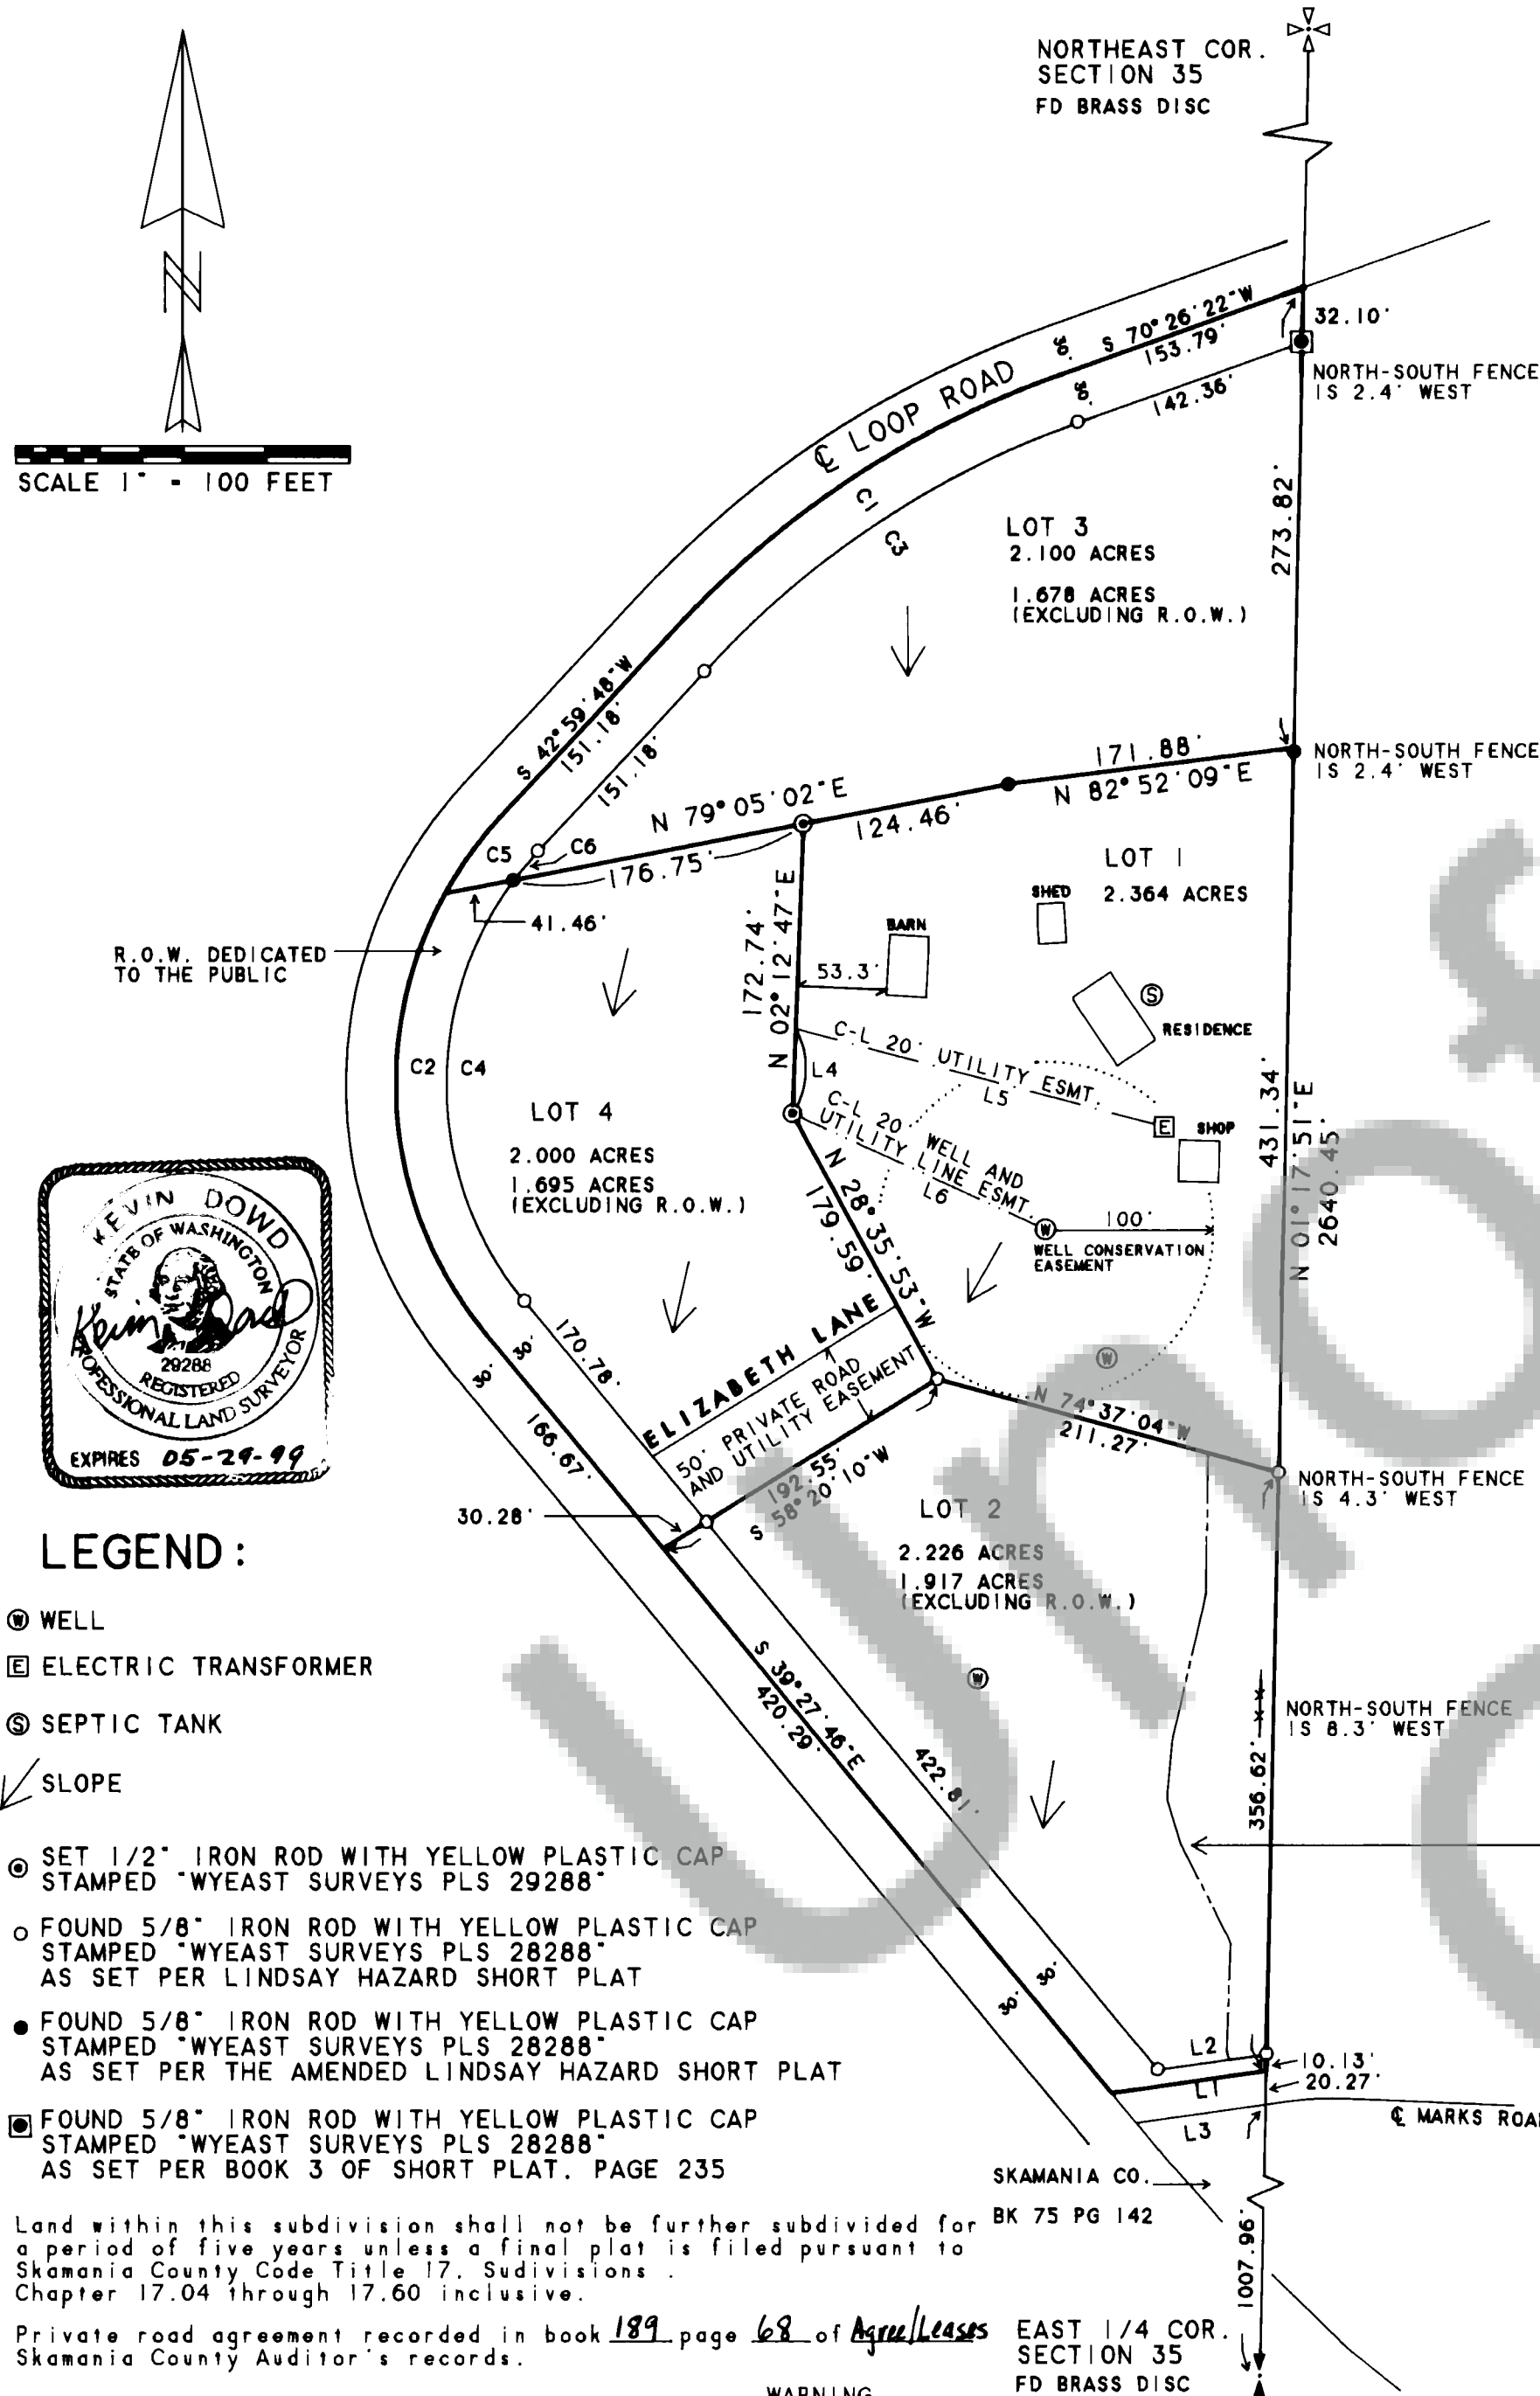 NORTHEAST COR.
SECTION 35
FD BRASS DISC
N
SCALE 1" = 100 FEET
32.10'
S 70°26'22"W
153.79'
142.36'
30'
30'
NORTH-SOUTH FENCE
IS 2.4' WEST
℄ LOOP ROAD
C1
C3
LOT 3
2.100 ACRES
1.678 ACRES
(EXCLUDING R.O.W.)
273.82'
S 42°59'48"W
151.18'
151.18'
171.88'
N 82°52'09"E
NORTH-SOUTH FENCE
IS 2.4' WEST
N 79°05'02"E
124.46'
C5
C6
176.75'
41.46'
LOT 1
2.364 ACRES
SHED
BARN
53.3'
S
RESIDENCE
172.74'
N 02°12'47"E
R.O.W. DEDICATED
TO THE PUBLIC
C2
C4
L4
C-L 20' UTILITY ESMT.
L5
E
SHOP
C-L 20'
UTILITY LINE ESMT.
WELL AND
L6
W
100'
WELL CONSERVATION
EASEMENT
431.34'
N 01°17'51"E
2640.45'
LOT 4
2.000 ACRES
1.695 ACRES
(EXCLUDING R.O.W.)
N 28°35'53"W
179.59'
KEVIN DOWD
STATE OF WASHINGTON
Kevin Dowd
29288
REGISTERED
PROFESSIONAL LAND SURVEYOR
EXPIRES 05-29-99
30'
30'
170.78'
166.67'
ELIZABETH LANE
50' PRIVATE ROAD
AND UTILITY EASEMENT
W
N 74°37'04"W
211.27'
192.55'
S 58°20'10"W
30.28'
NORTH-SOUTH FENCE
IS 4.3' WEST
LOT 2
2.226 ACRES
1.917 ACRES
(EXCLUDING R.O.W.)
W
S 39°27'46"E
420.29'
422.81'
NORTH-SOUTH FENCE
IS 8.3' WEST
356.62'
30'
30'
L2
L1
L3
10.13'
20.27'
℄ MARKS ROA
SKAMANIA CO.
BK 75 PG 142
1007.96'
EAST 1/4 COR.
SECTION 35
FD BRASS DISC
LEGEND:
W WELL
E ELECTRIC TRANSFORMER
S SEPTIC TANK
SLOPE
SET 1/2" IRON ROD WITH YELLOW PLASTIC CAP
STAMPED "WYEAST SURVEYS PLS 29288"
FOUND 5/8" IRON ROD WITH YELLOW PLASTIC CAP
STAMPED "WYEAST SURVEYS PLS 28288"
AS SET PER LINDSAY HAZARD SHORT PLAT
FOUND 5/8" IRON ROD WITH YELLOW PLASTIC CAP
STAMPED "WYEAST SURVEYS PLS 28288"
AS SET PER THE AMENDED LINDSAY HAZARD SHORT PLAT
FOUND 5/8" IRON ROD WITH YELLOW PLASTIC CAP
STAMPED "WYEAST SURVEYS PLS 28288"
AS SET PER BOOK 3 OF SHORT PLAT, PAGE 235
Land within this subdivision shall not be further subdivided for
a period of five years unless a final plat is filed pursuant to
Skamania County Code Title 17, Sudivisions .
Chapter 17.04 through 17.60 inclusive.
Private road agreement recorded in book 189 page 68 of Agree/Leases
Skamania County Auditor's records.
WARNING